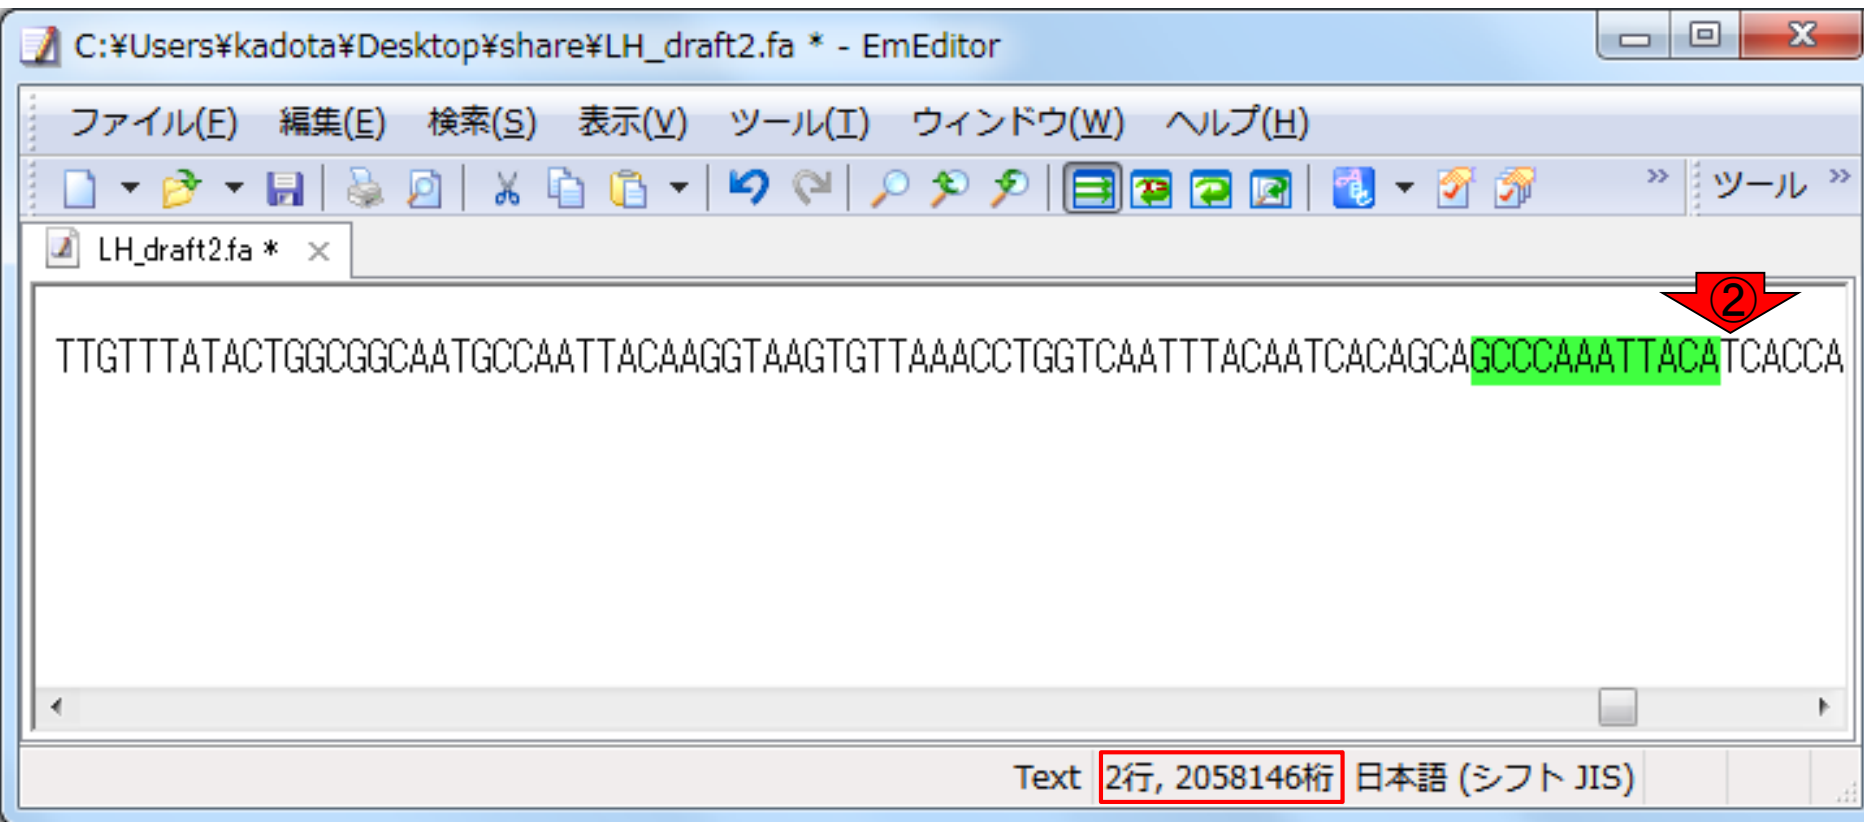 C:¥Users¥kadota¥Desktop¥share¥LH_draft2.fa * - EmEditor
ファイル(F) 編集(E) 検索(S) 表示(V) ツール(T) ウィンドウ(W) ヘルプ(H)
ツール
LH_draft2.fa *
②
TTGTTTATACTGGCGGCAATGCCAATTACAAGGTAAGTGTTAAACCTGGTCAATTTACAATCACAGCAGCCCAAATTACATCACCA
Text 2行, 2058146桁 日本語 (シフト JIS)